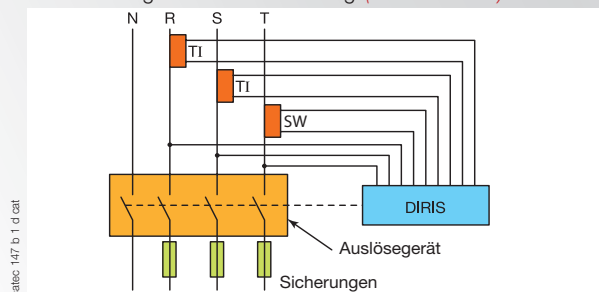 N R S T
TI
TI
SW
DIRIS
Auslösegerät
Sicherungen
atec 147 b 1 d cat